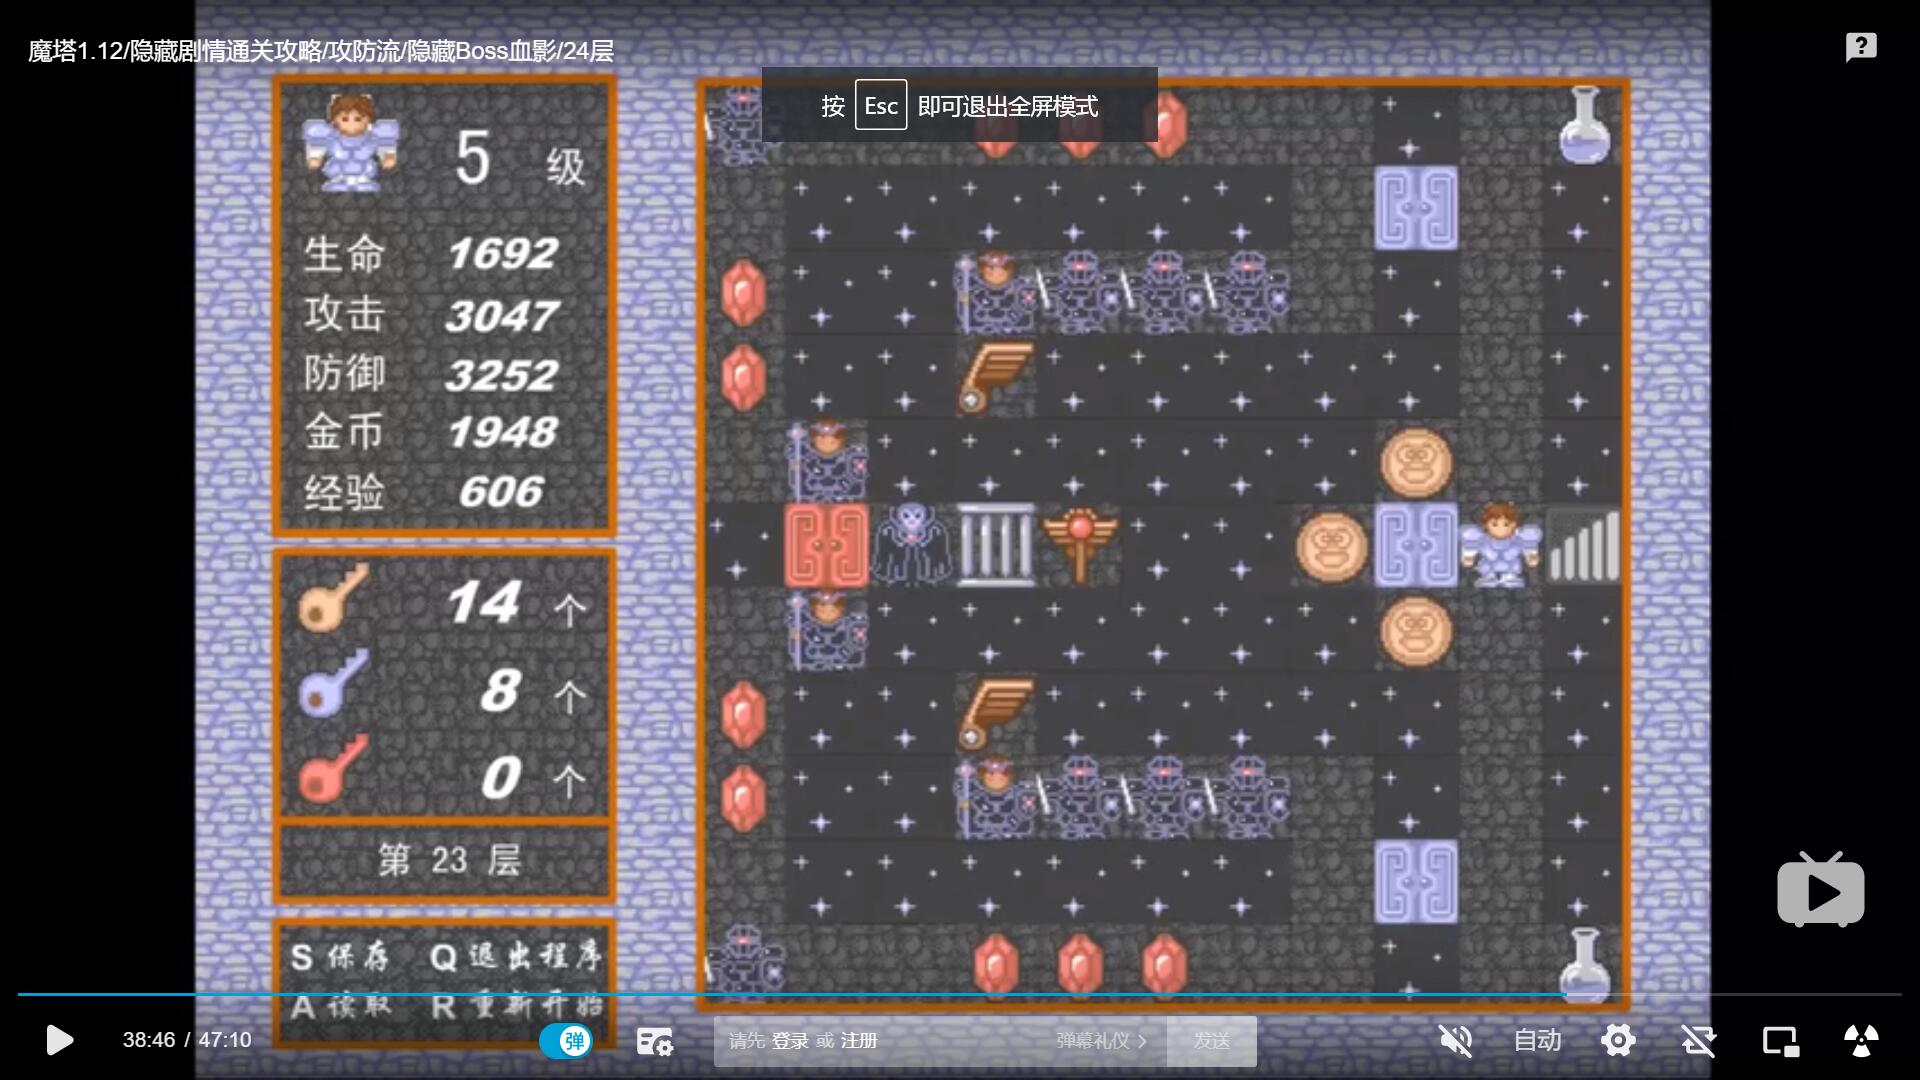 魔塔1.12/隐藏剧情通关攻略/攻防流/隐藏Boss血影/24层
按 Esc 即可退出全屏模式
5 级
生命 1692
攻击 3047
防御 3252
金币 1948
经验 606
14 个
8 个
0 个
第 23 层
S 保存 Q 退出程序
A 读取 R 重新开始
38:46 / 47:10
弹
请先 登录 或 注册
弹幕礼仪
发送
自动